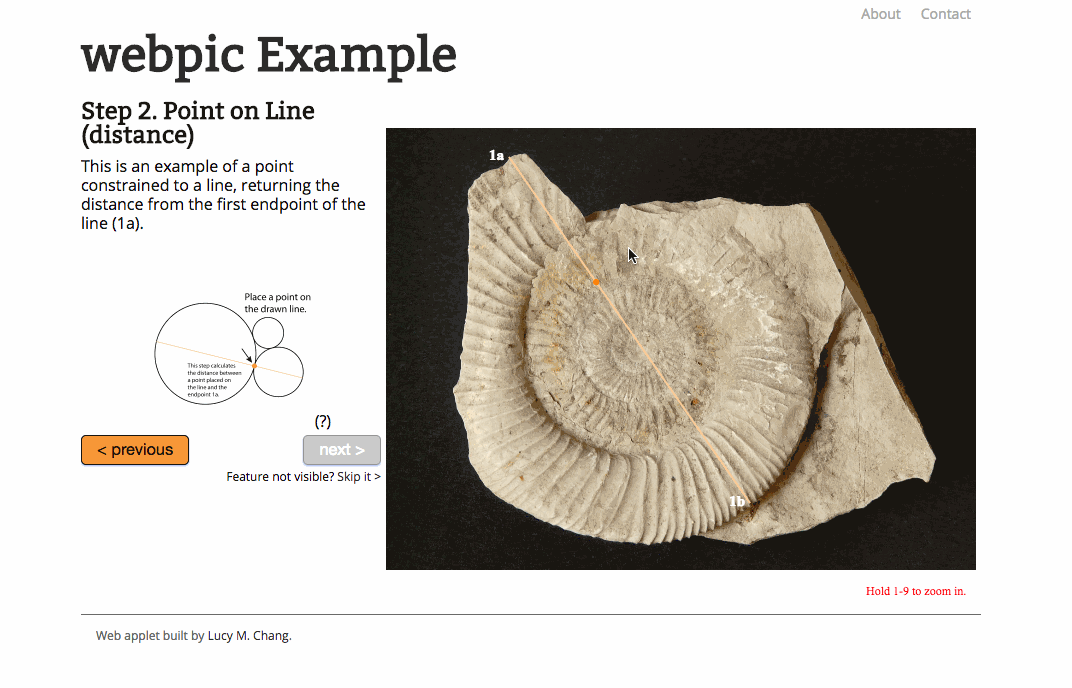 About Contact
webpic Example
Step 2. Point on Line
(distance)
This is an example of a point
constrained to a line, returning the
distance from the first endpoint of the
line (1a).
Place a point on
the drawn line.
This step calculates
the distance between
a point placed on
the line and the
endpoint 1a.
(?)
< previous
next >
Feature not visible? Skip it >
1a
1b
Hold 1-9 to zoom in.
Web applet built by Lucy M. Chang.